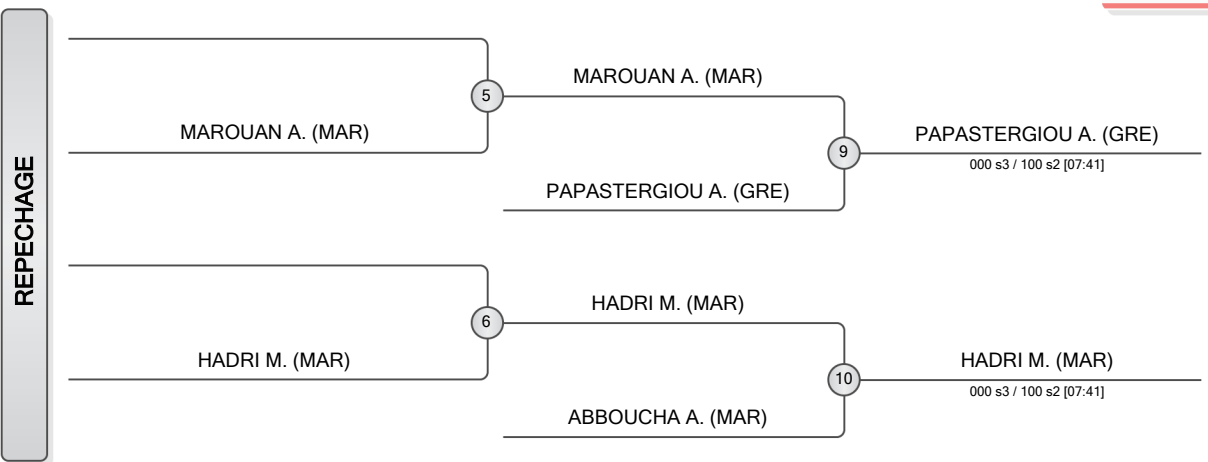 REPECHAGE
MAROUAN A. (MAR)
5
MAROUAN A. (MAR)
PAPASTERGIOU A. (GRE)
9
PAPASTERGIOU A. (GRE)
000 s3 / 100 s2 [07:41]
HADRI M. (MAR)
6
HADRI M. (MAR)
ABBOUCHA A. (MAR)
10
HADRI M. (MAR)
000 s3 / 100 s2 [07:41]